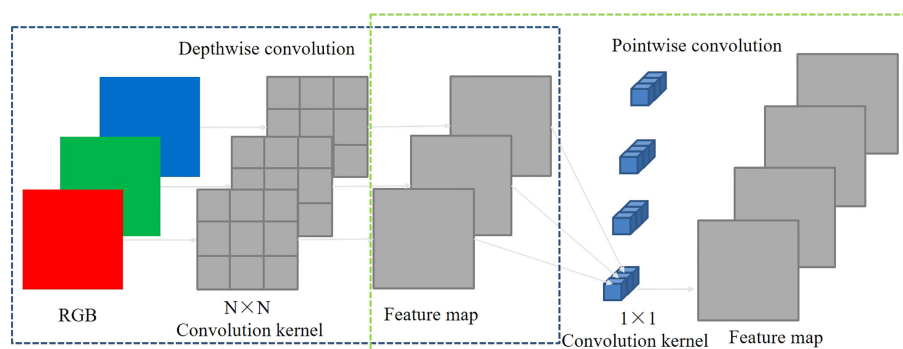 Depthwise convolution
Pointwise convolution
RGB
N×N
Convolution kernel
Feature map
1×1
Convolution kernel
Feature map